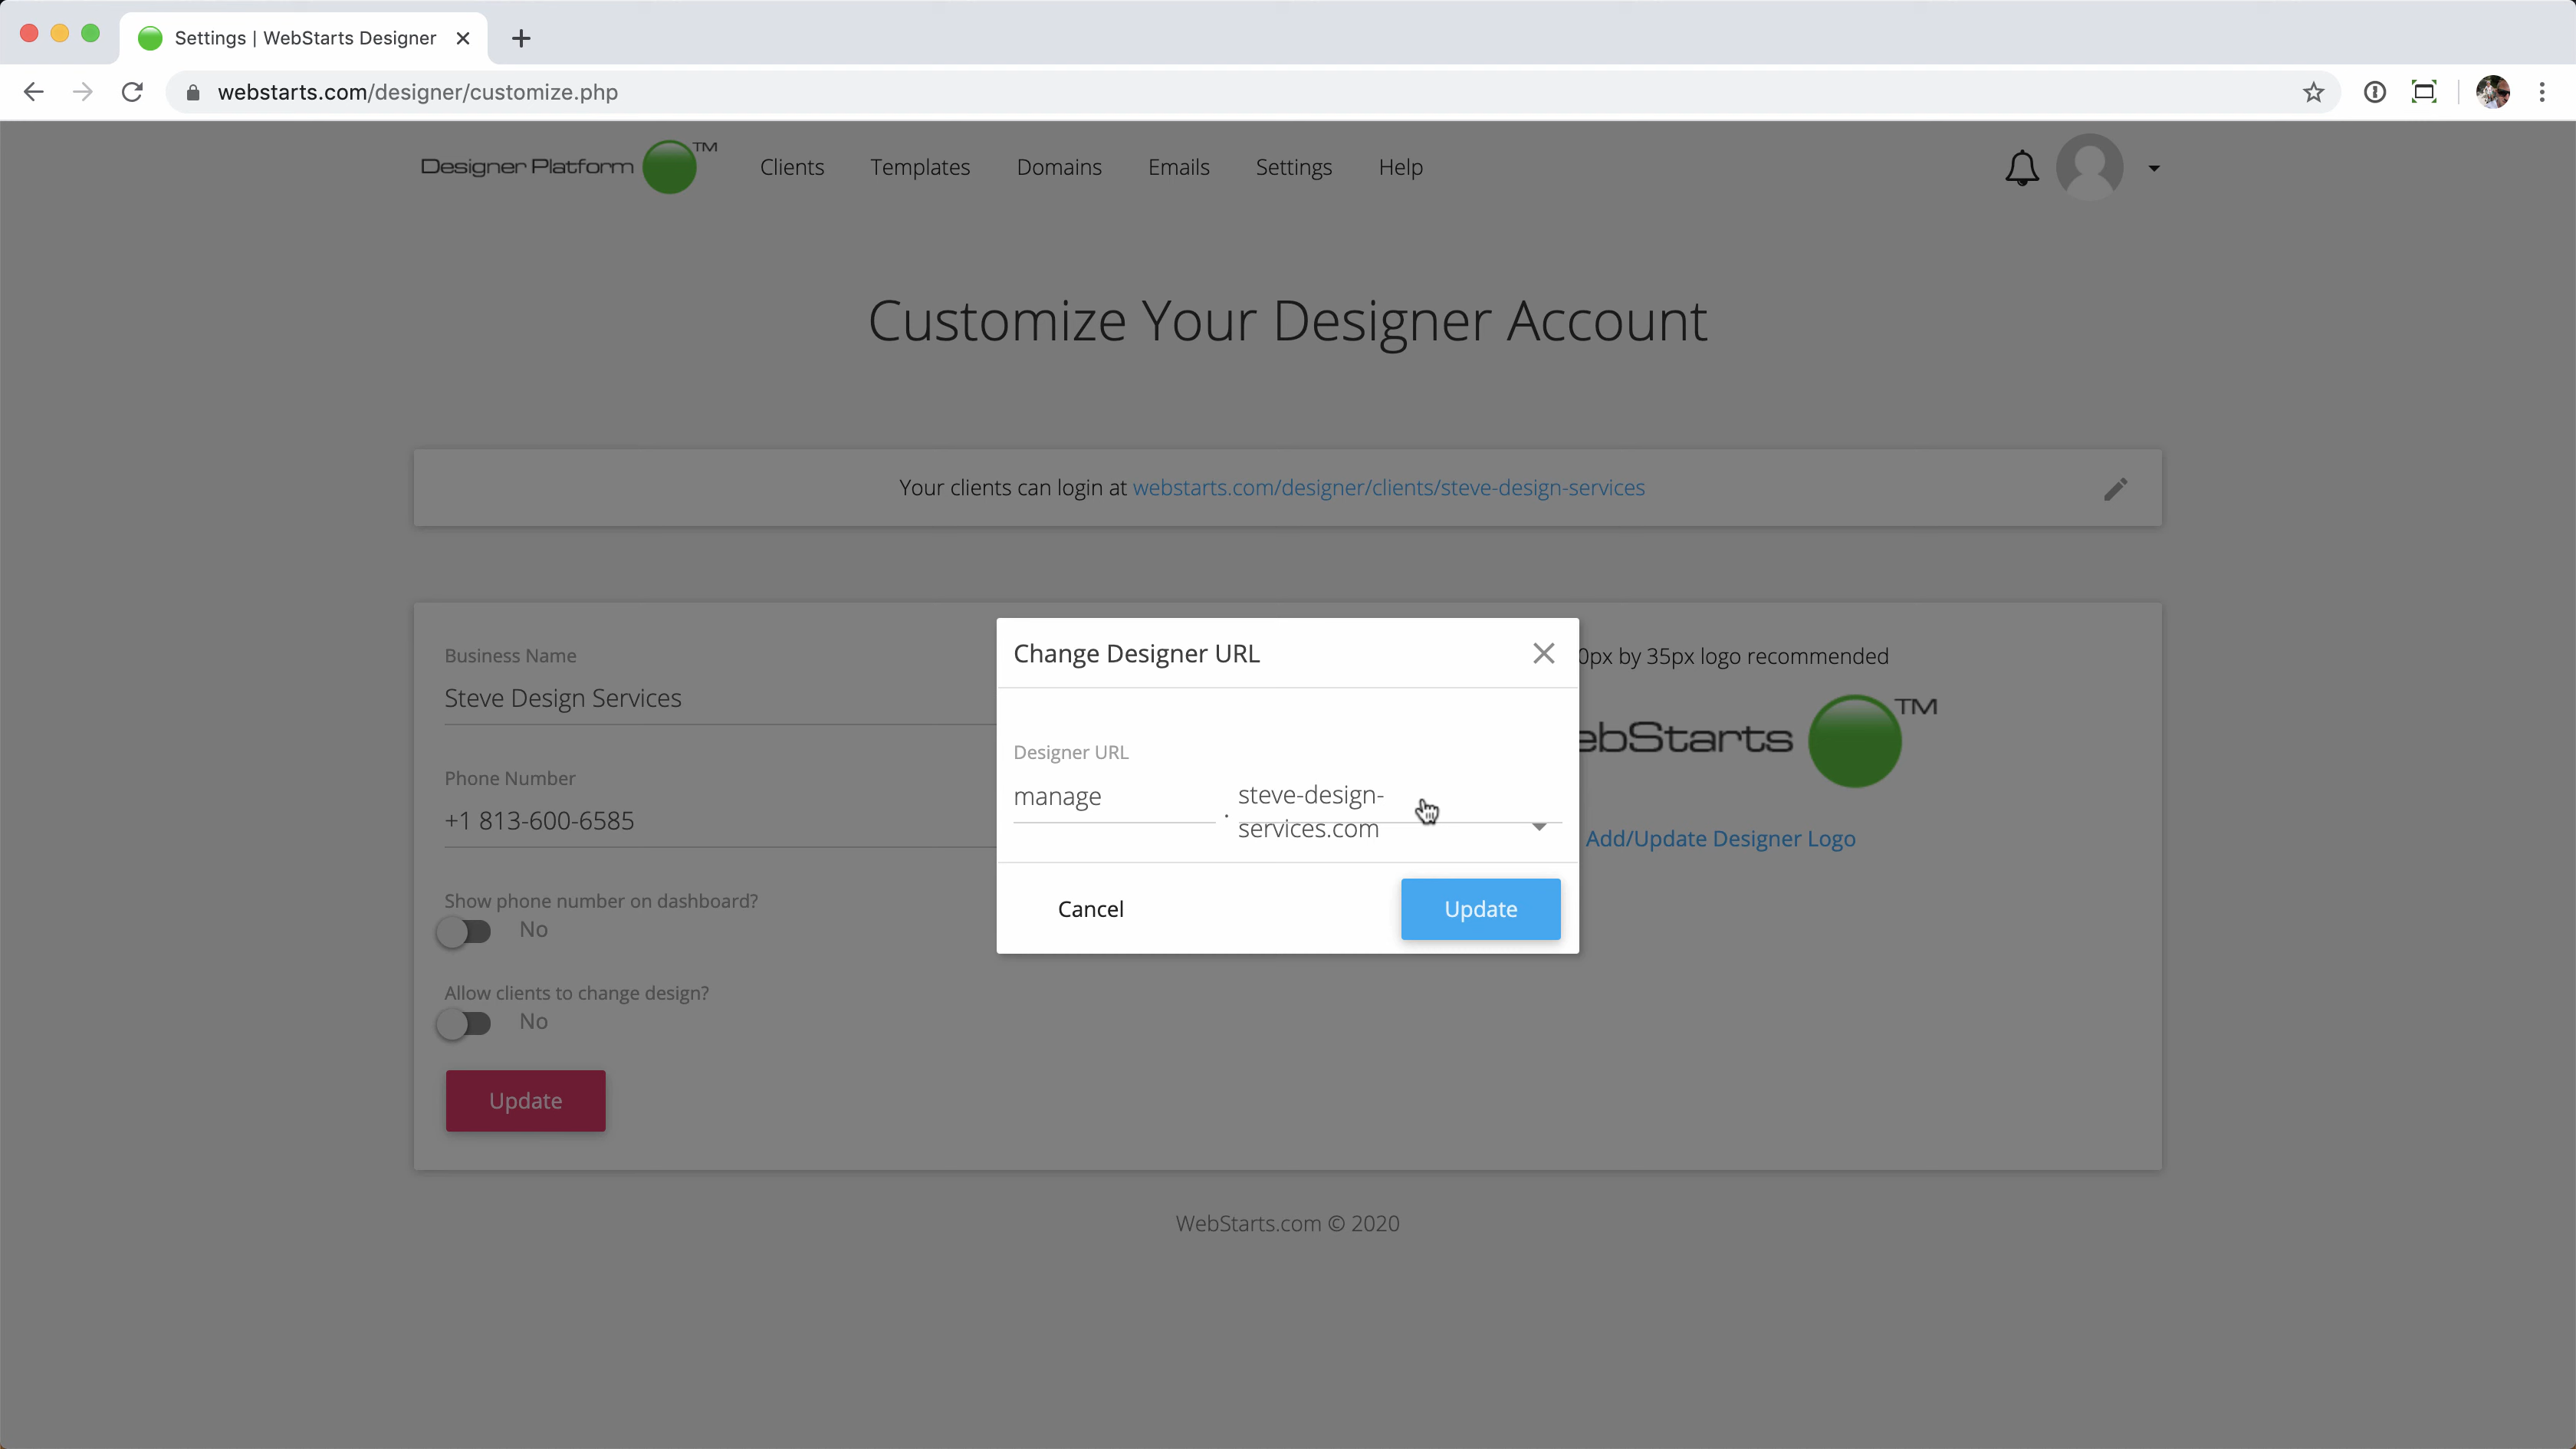 Settings | WebStarts Designer
webstarts.com/designer/customize.php
Designer Platform TM
Clients Templates Domains Emails Settings Help
Customize Your Designer Account
Your clients can login at webstarts.com/designer/clients/steve-design-services
Change Designer URL
Business Name
0px by 35px logo recommended
Steve Design Services
ebStarts TM
Designer URL
Phone Number
manage . steve-design-
services.com
+1 813-600-6585
Add/Update Designer Logo
Show phone number on dashboard?
No
Cancel Update
Allow clients to change design?
No
Update
WebStarts.com © 2020